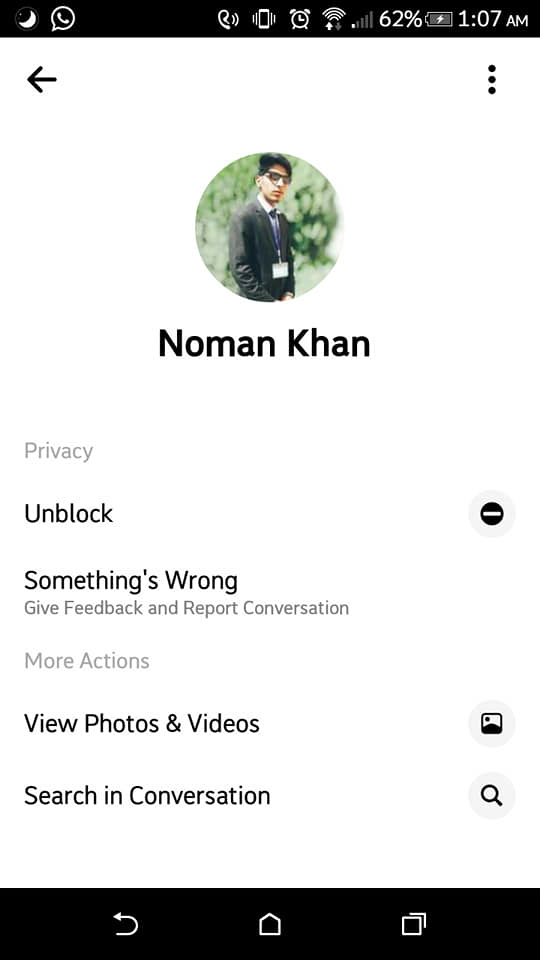 62% 1:07 AM
Noman Khan
Privacy
Unblock
Something's Wrong
Give Feedback and Report Conversation
More Actions
View Photos & Videos
Search in Conversation